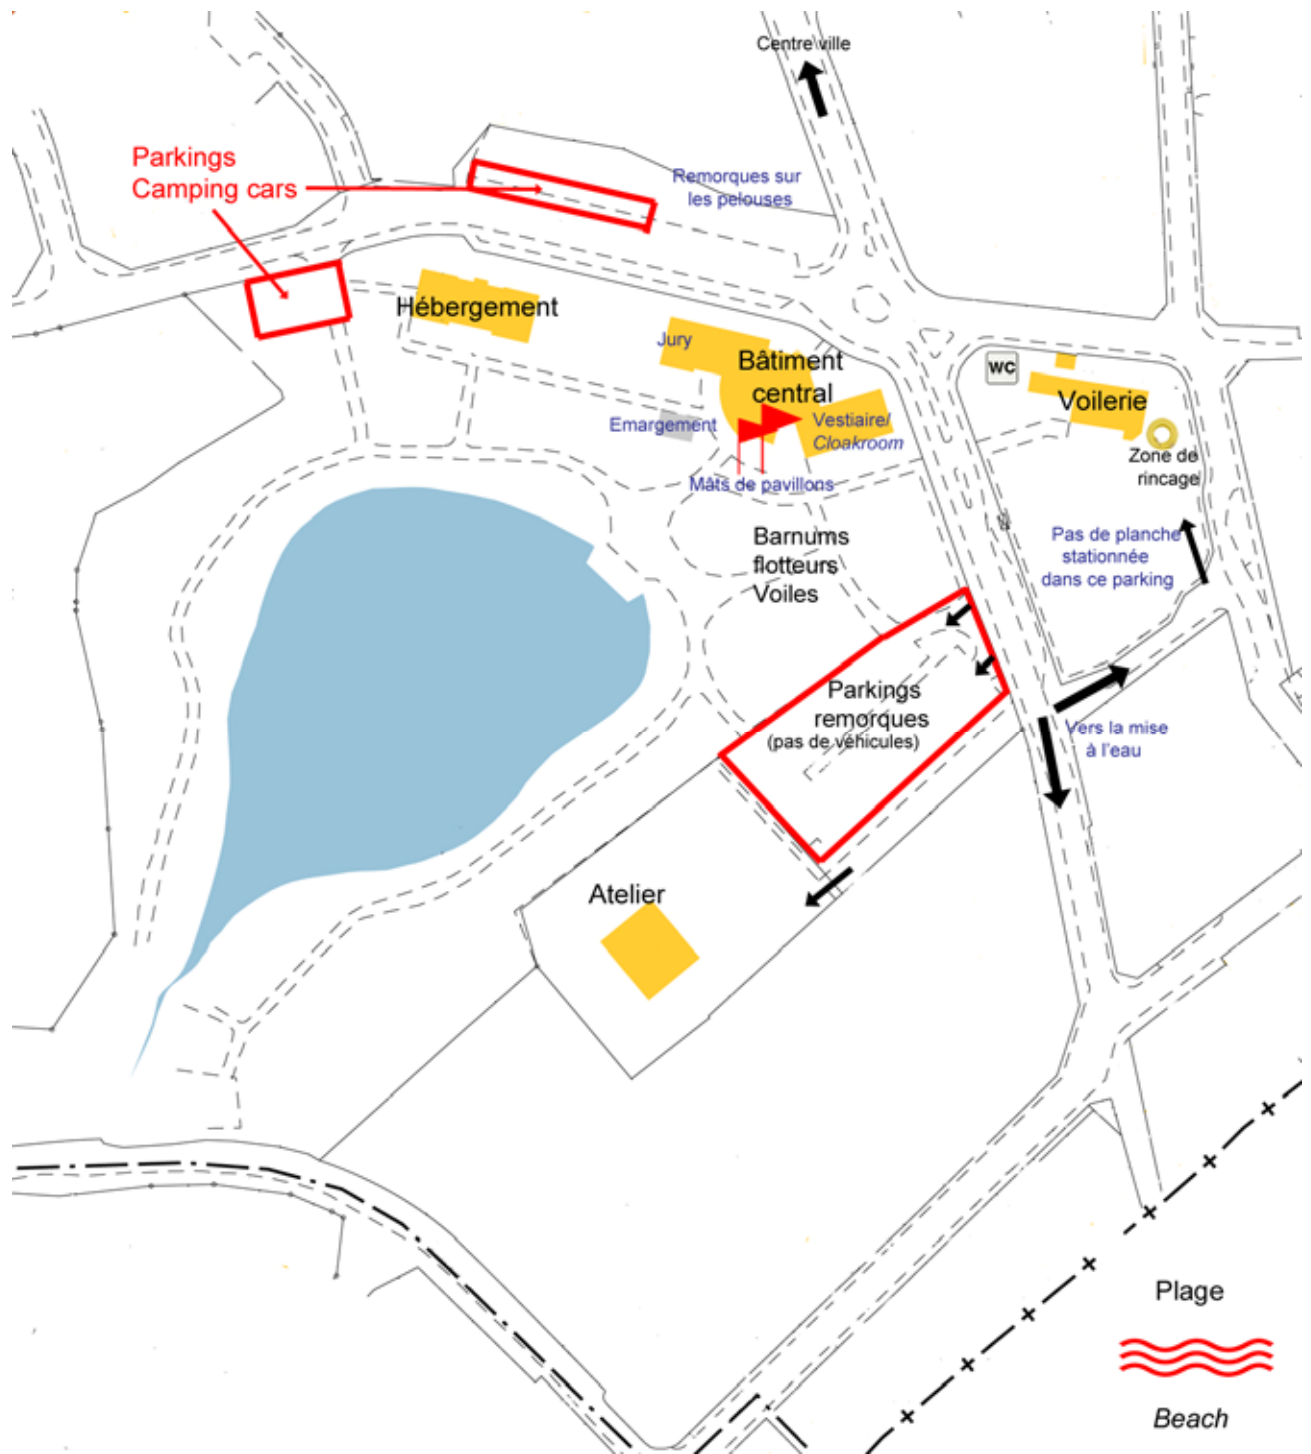 Centre ville
Parkings
Camping cars
Remorques sur
les pelouses
Hébergement
Jury
Bâtiment
central
WC
Voilerie
Emargement
Vestiaire/
Cloakroom
Zone de
rincage
Mâts de pavillons
Barnums
flotteurs
Voiles
Pas de planche
stationnée
dans ce parking
Parkings
remorques
(pas de véhicules)
Vers la mise
à l'eau
Atelier
Plage
Beach